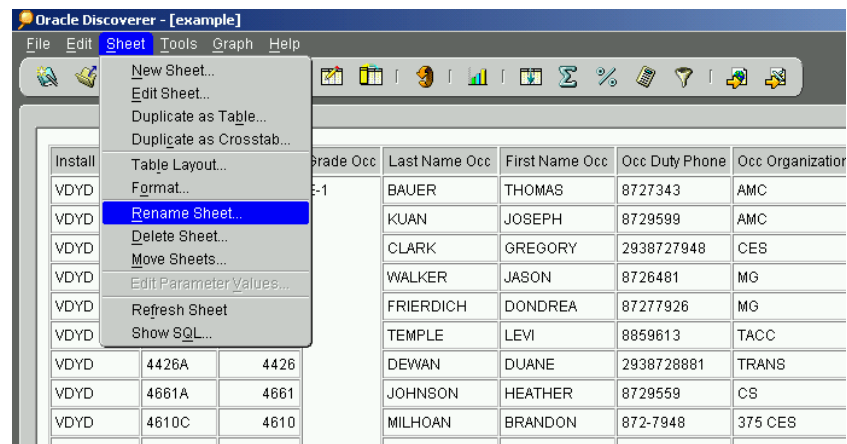 Oracle Discoverer - [example]
File Edit Sheet Tools Graph Help
New Sheet...
Edit Sheet...
Duplicate as Table...
Duplicate as Crosstab...
Table Layout...
Format...
Rename Sheet...
Delete Sheet...
Move Sheets...
Edit Parameter Values...
Refresh Sheet
Show SQL...
Install Grade Occ Last Name Occ First Name Occ Occ Duty Phone Occ Organization
VDYD E-1 BAUER THOMAS 8727343 AMC
VDYD KUAN JOSEPH 8729599 AMC
VDYD CLARK GREGORY 2938727948 CES
VDYD WALKER JASON 8726481 MG
VDYD FRIERDICH DONDREA 87277926 MG
VDYD TEMPLE LEVI 8859613 TACC
VDYD 4426A 4426 DEWAN DUANE 2938728881 TRANS
VDYD 4661A 4661 JOHNSON HEATHER 8729559 CS
VDYD 4610C 4610 MILHOAN BRANDON 872-7948 375 CES